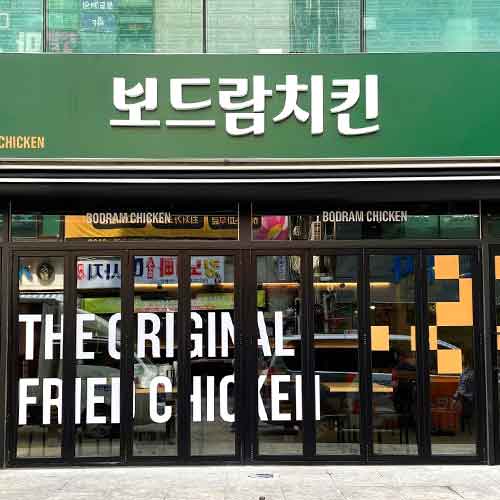 보드람치킨
CHICKEN
BODRAM CHICKEN BODRAM CHICKEN
THE ORIGINAL
FRIED CHICKEN